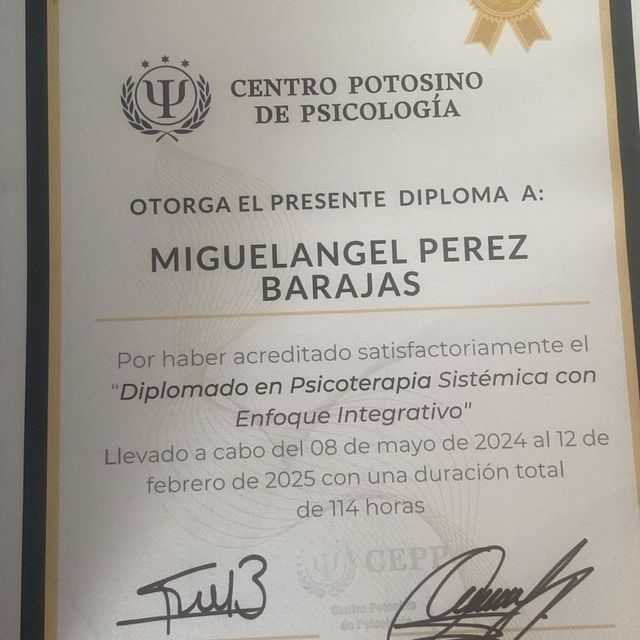 CENTRO POTOSINO
DE PSICOLOGÍA
OTORGA EL PRESENTE DIPLOMA A:
MIGUELANGEL PEREZ
BARAJAS
Por haber acreditado satisfactoriamente el
"Diplomado en Psicoterapia Sistémica con
Enfoque Integrativo"
Llevado a cabo del 08 de mayo de 2024 al 12 de
febrero de 2025 con una duración total
de 114 horas
CEPP
Centro Potosino
de Psicología